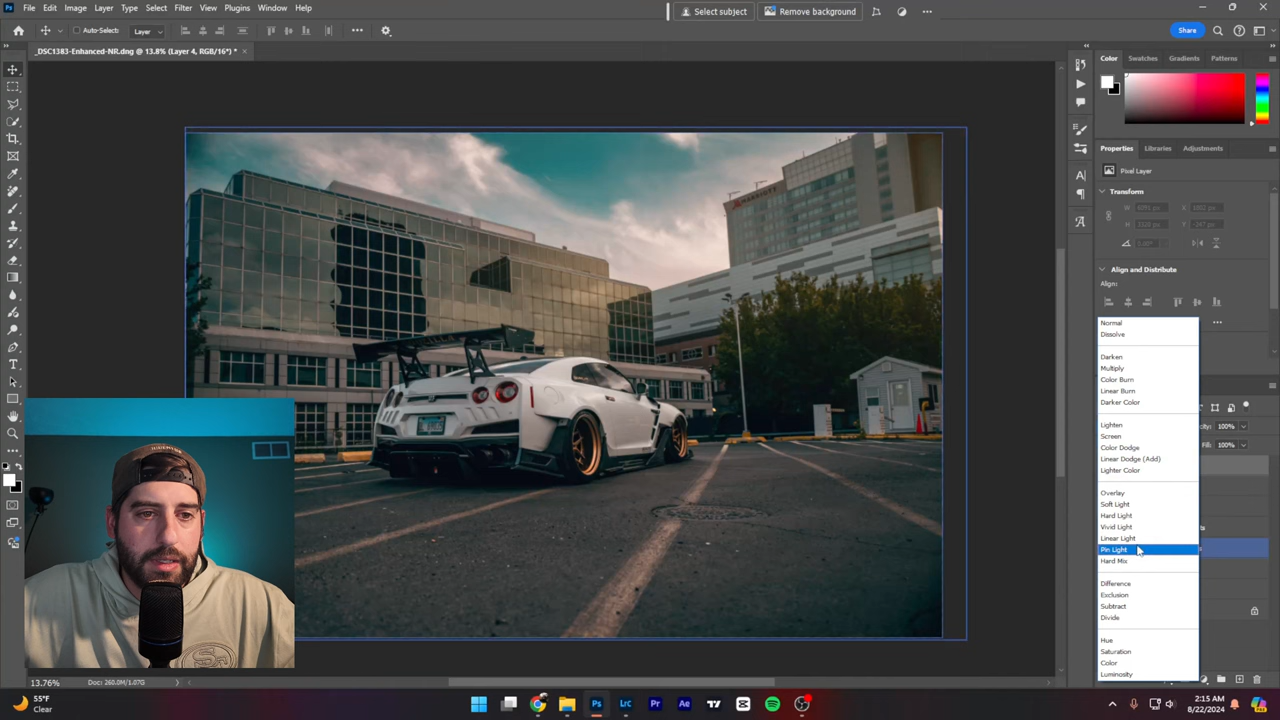 Ps File Edit Image Layer Type Select Filter View Plugins Window Help
Select subject Remove background
Auto-Select: Layer
Share
_DSC1383-Enhanced-NR.dng @ 13.8% (Layer 4, RGB/16*) *
Color Swatches Gradients Patterns
Properties Libraries Adjustments
Pixel Layer
Transform
Align and Distribute
Align:
Normal
Dissolve
Darken
Multiply
Color Burn
Linear Burn
Darker Color
Lighten
Screen
Color Dodge
Linear Dodge (Add)
Lighter Color
100%
Fill: 100%
Overlay
Soft Light
Hard Light
Vivid Light
Linear Light
Pin Light
Hard Mix
Difference
Exclusion
Subtract
Divide
Hue
Saturation
Color
Luminosity
MARRIOTT
13.76% Doc: 260.0M/1.07G
55°F
Clear
2:15 AM
8/22/2024